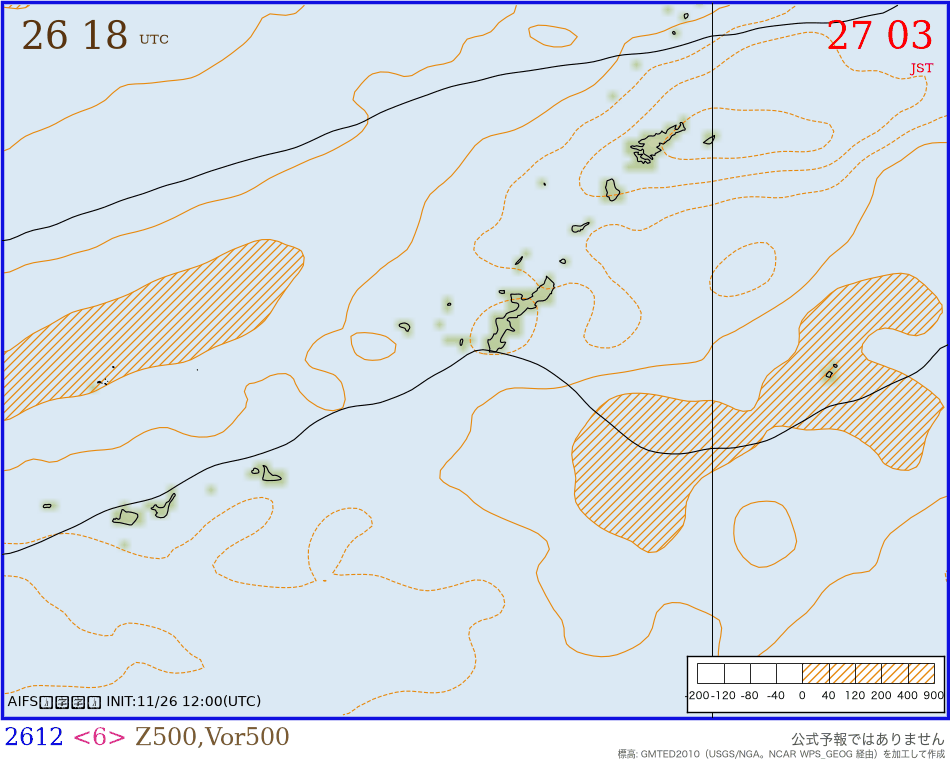 26 18 UTC
27 03
JST
-200 -120 -80 -40 0 40 120 200 400 900
AIFS INIT:11/26 12:00(UTC)
2612 <6> Z500,Vor500
公式予報ではありません
標高: GMTED2010（USGS/NGA。NCAR WPS_GEOG 経由）を加工して作成